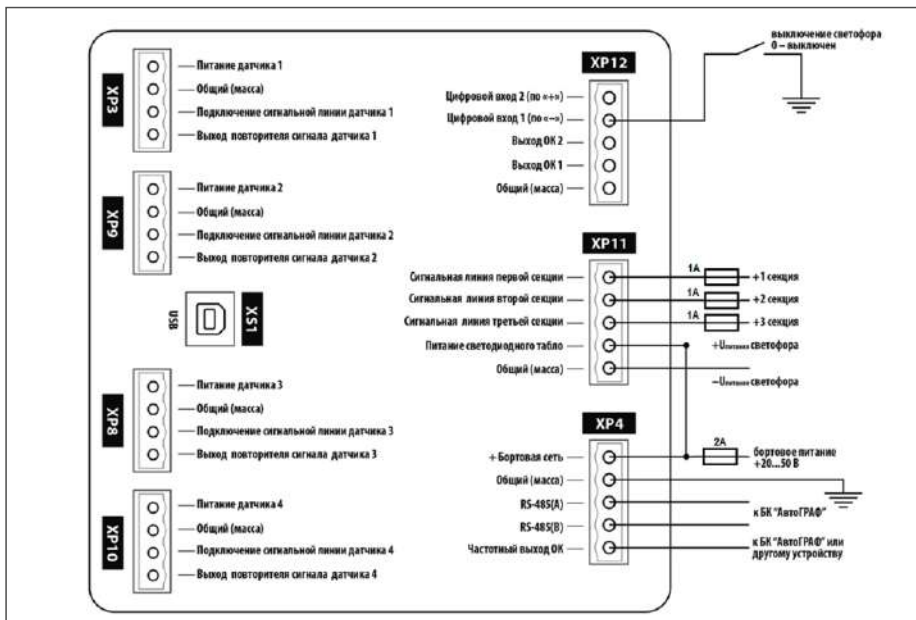 XP3
Питание датчика 1
Общий (масса)
Подключение сигнальной линии датчика 1
Выход повторителя сигнала датчика 1
XP9
Питание датчика 2
Общий (масса)
Подключение сигнальной линии датчика 2
Выход повторителя сигнала датчика 2
USB
XS1
XP8
Питание датчика 3
Общий (масса)
Подключение сигнальной линии датчика 3
Выход повторителя сигнала датчика 3
XP10
Питание датчика 4
Общий (масса)
Подключение сигнальной линии датчика 4
Выход повторителя сигнала датчика 4
XP12
Цифровой вход 2 (по «+»)
Цифровой вход 1 (по «−»)
Выход ОК 2
Выход ОК 1
Общий (масса)
выключение светофора
0 – выключен
XP11
Сигнальная линия первой секции
1А
+1 секция
Сигнальная линия второй секции
1А
+2 секция
Сигнальная линия третьей секции
1А
+3 секция
Питание светодиодного табло
+Uпитания светофора
Общий (масса)
−Uпитания светофора
XP4
+ Бортовая сеть
2А
бортовое питание
+20...50 В
Общий (масса)
RS-485(A)
RS-485(B)
к БК "АвтоГРАФ"
Частотный выход ОК
к БК "АвтоГРАФ" или
другому устройству